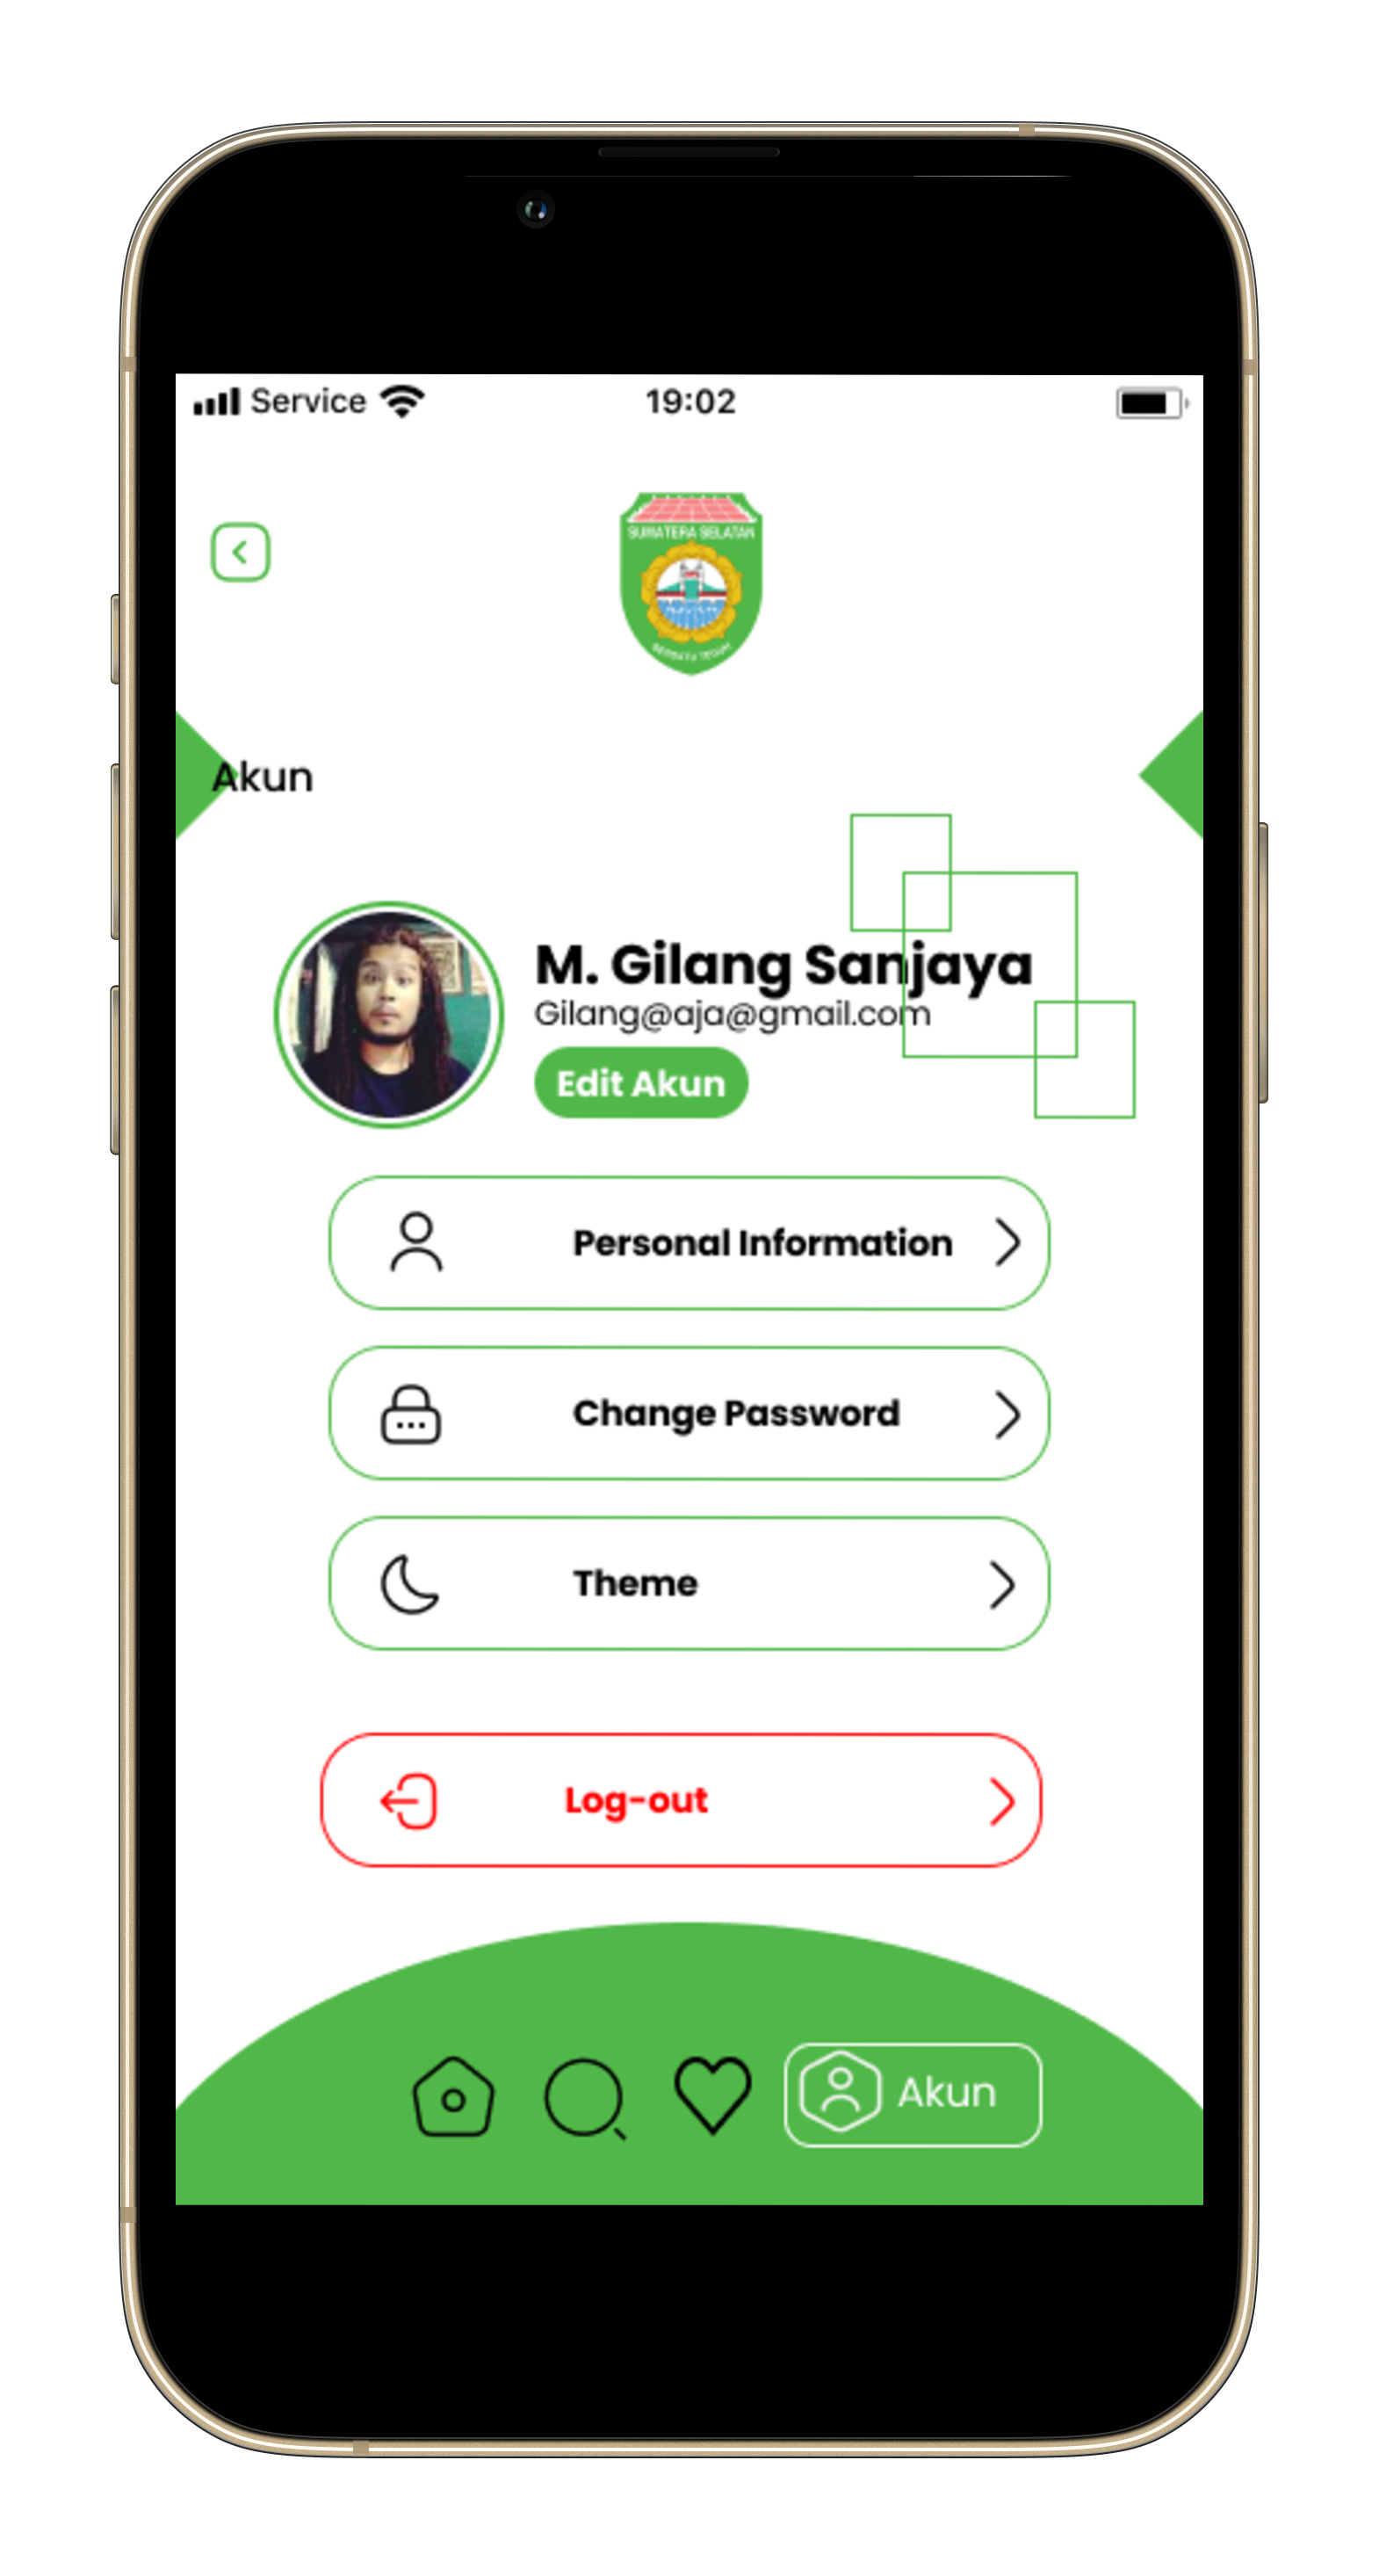 Service
19:02
SUMATERA SELATAN
Akun
M. Gilang Sanjaya
Gilang@aja@gmail.com
Edit Akun
Personal Information
Change Password
Theme
Log-out
Akun